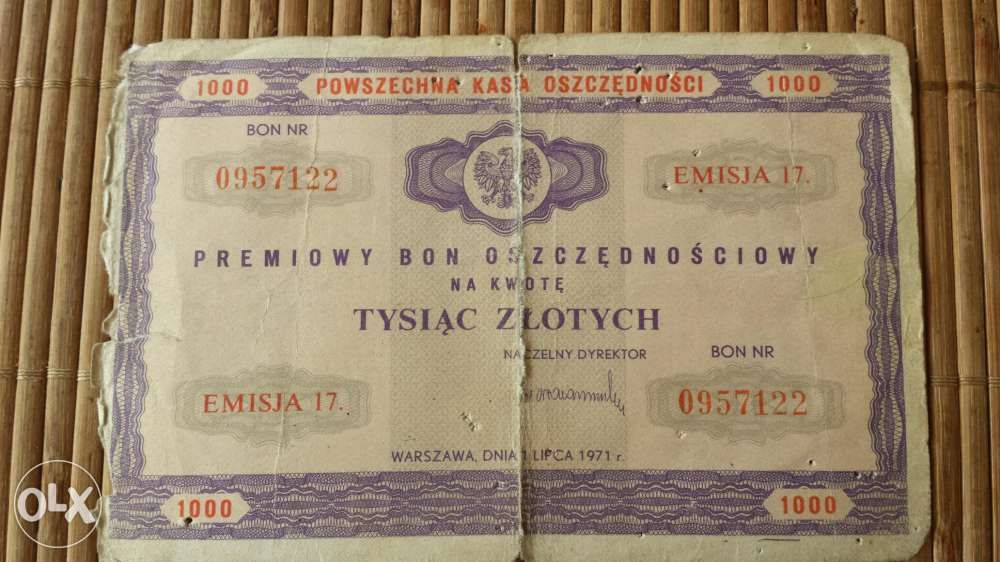 1000 POWSZECHNA KASA OSZCZĘDNOŚCI 1000
BON NR
0957122
EMISJA 17.
PREMIOWY BON OSZCZĘDNOŚCIOWY
NA KWOTĘ
TYSIĄC ZŁOTYCH
NACZELNY DYREKTOR
BON NR
EMISJA 17.
0957122
WARSZAWA, DNIA 1 LIPCA 1971 r.
1000
1000
OLX